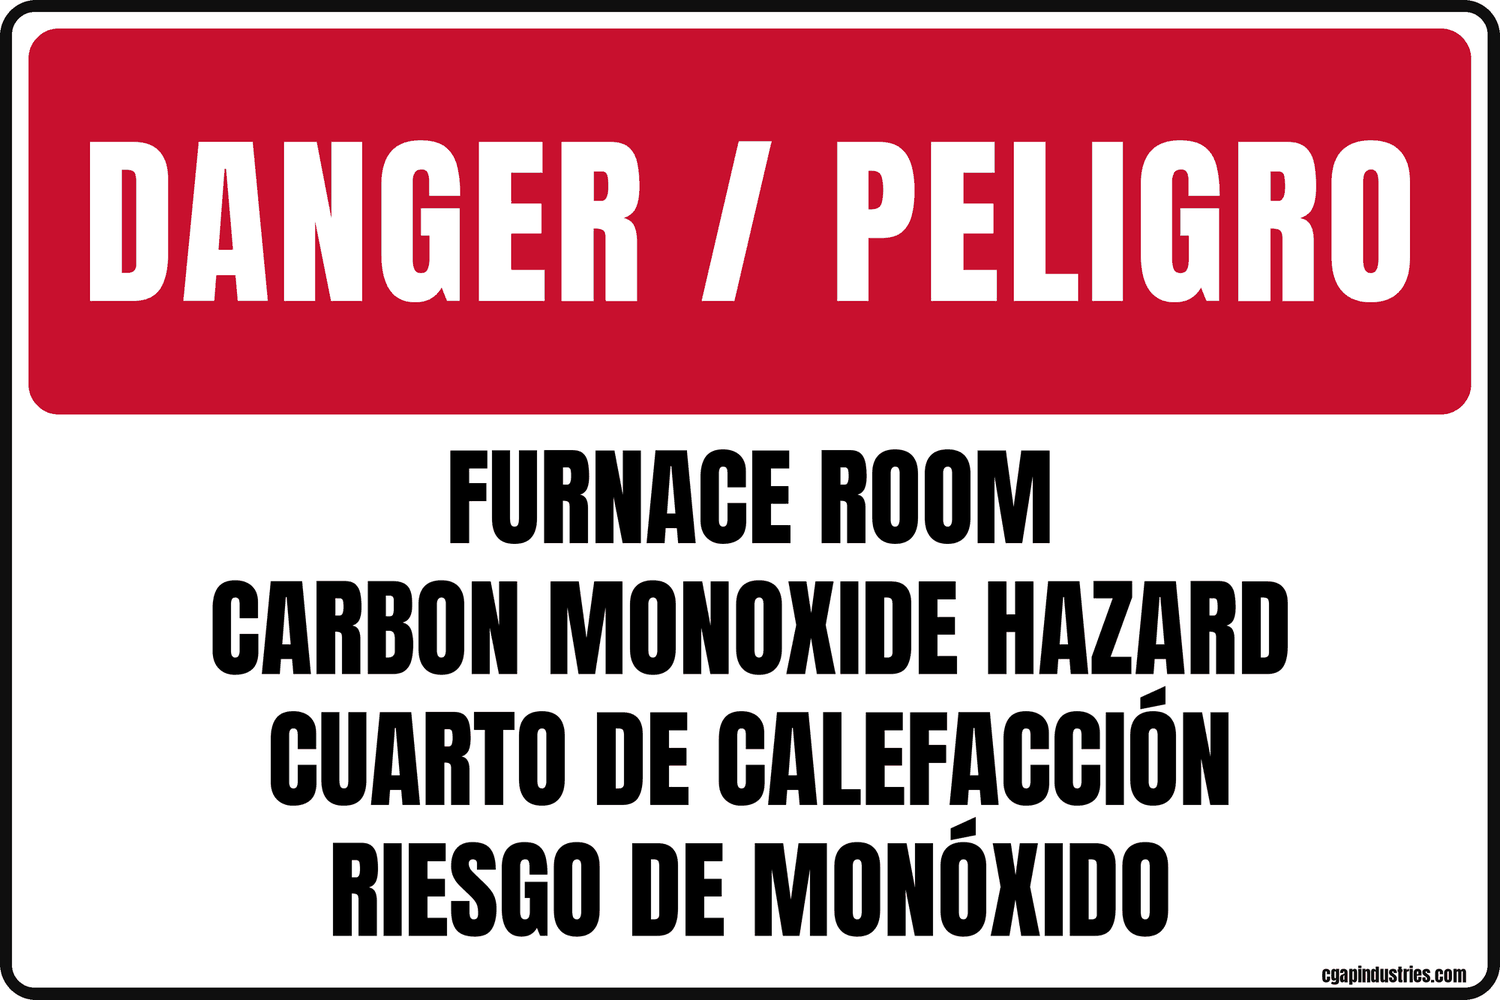 DANGER / PELIGRO
FURNACE ROOM
CARBON MONOXIDE HAZARD
CUARTO DE CALEFACCIÓN
RIESGO DE MONÓXIDO
cgapindustries.com